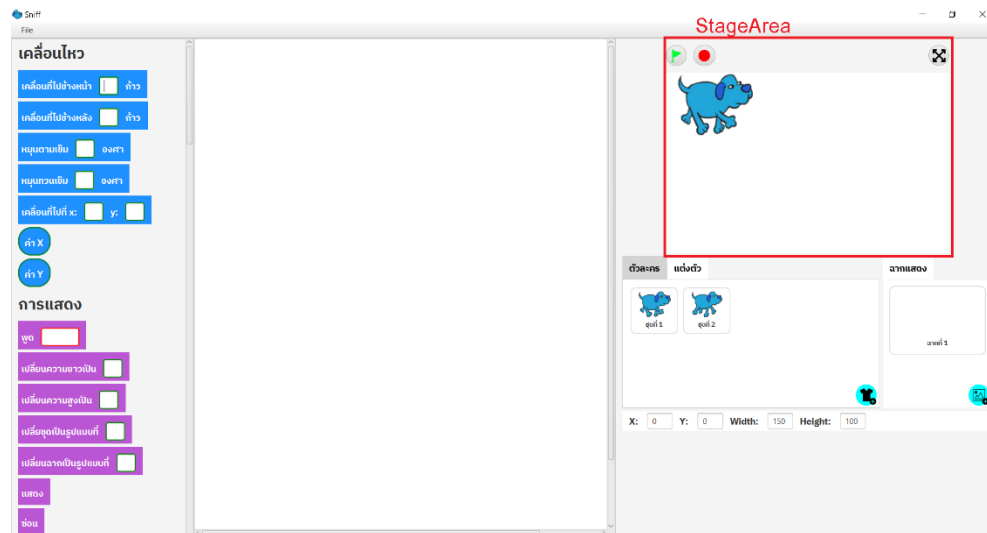 Sniff
File
StageArea
เคลื่อนไหว
เคลื่อนที่ไปข้างหน้า ก้าว
เคลื่อนที่ไปข้างหลัง ก้าว
หมุนตามเข็ม องศา
หมุนทวนเข็ม องศา
เคลื่อนที่ไปที่ x: y:
ค่า X
ค่า Y
การแสดง
พูด
เปลี่ยนความยาวเป็น
เปลี่ยนความสูงเป็น
เปลี่ยชุดเป็นรูปแบบที่
เปลี่ยนฉากเป็นรูปแบบที่
แสดง
ซ่อน
ตัวละคร แต่งตัว
ชุดที่ 1 ชุดที่ 2
ฉากแสดง
ฉากที่ 1
X: 0 Y: 0 Width: 150 Height: 100